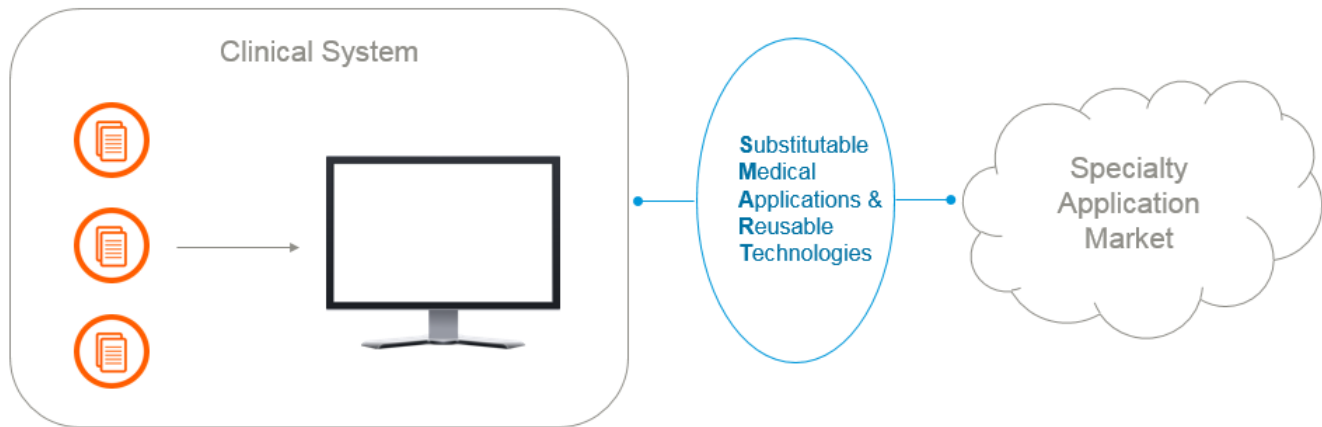 Clinical System
Substitutable
Medical
Applications &
Reusable
Technologies
Specialty
Application
Market